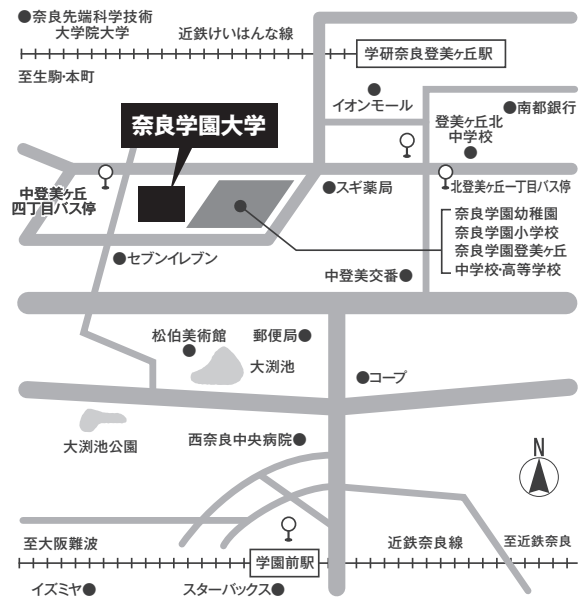 奈良先端科学技術
大学院大学
近鉄けいはんな線
学研奈良登美ヶ丘駅
至生駒・本町
イオンモール
南都銀行
登美ヶ丘北
中学校
奈良学園大学
中登美ヶ丘
四丁目バス停
スギ薬局
北登美ヶ丘一丁目バス停
奈良学園幼稚園
奈良学園小学校
奈良学園登美ヶ丘
中学校・高等学校
セブンイレブン
中登美交番
松伯美術館
郵便局
大渕池
コープ
大渕池公園
西奈良中央病院
N
至大阪難波
学園前駅
近鉄奈良線
至近鉄奈良
イズミヤ
スターバックス